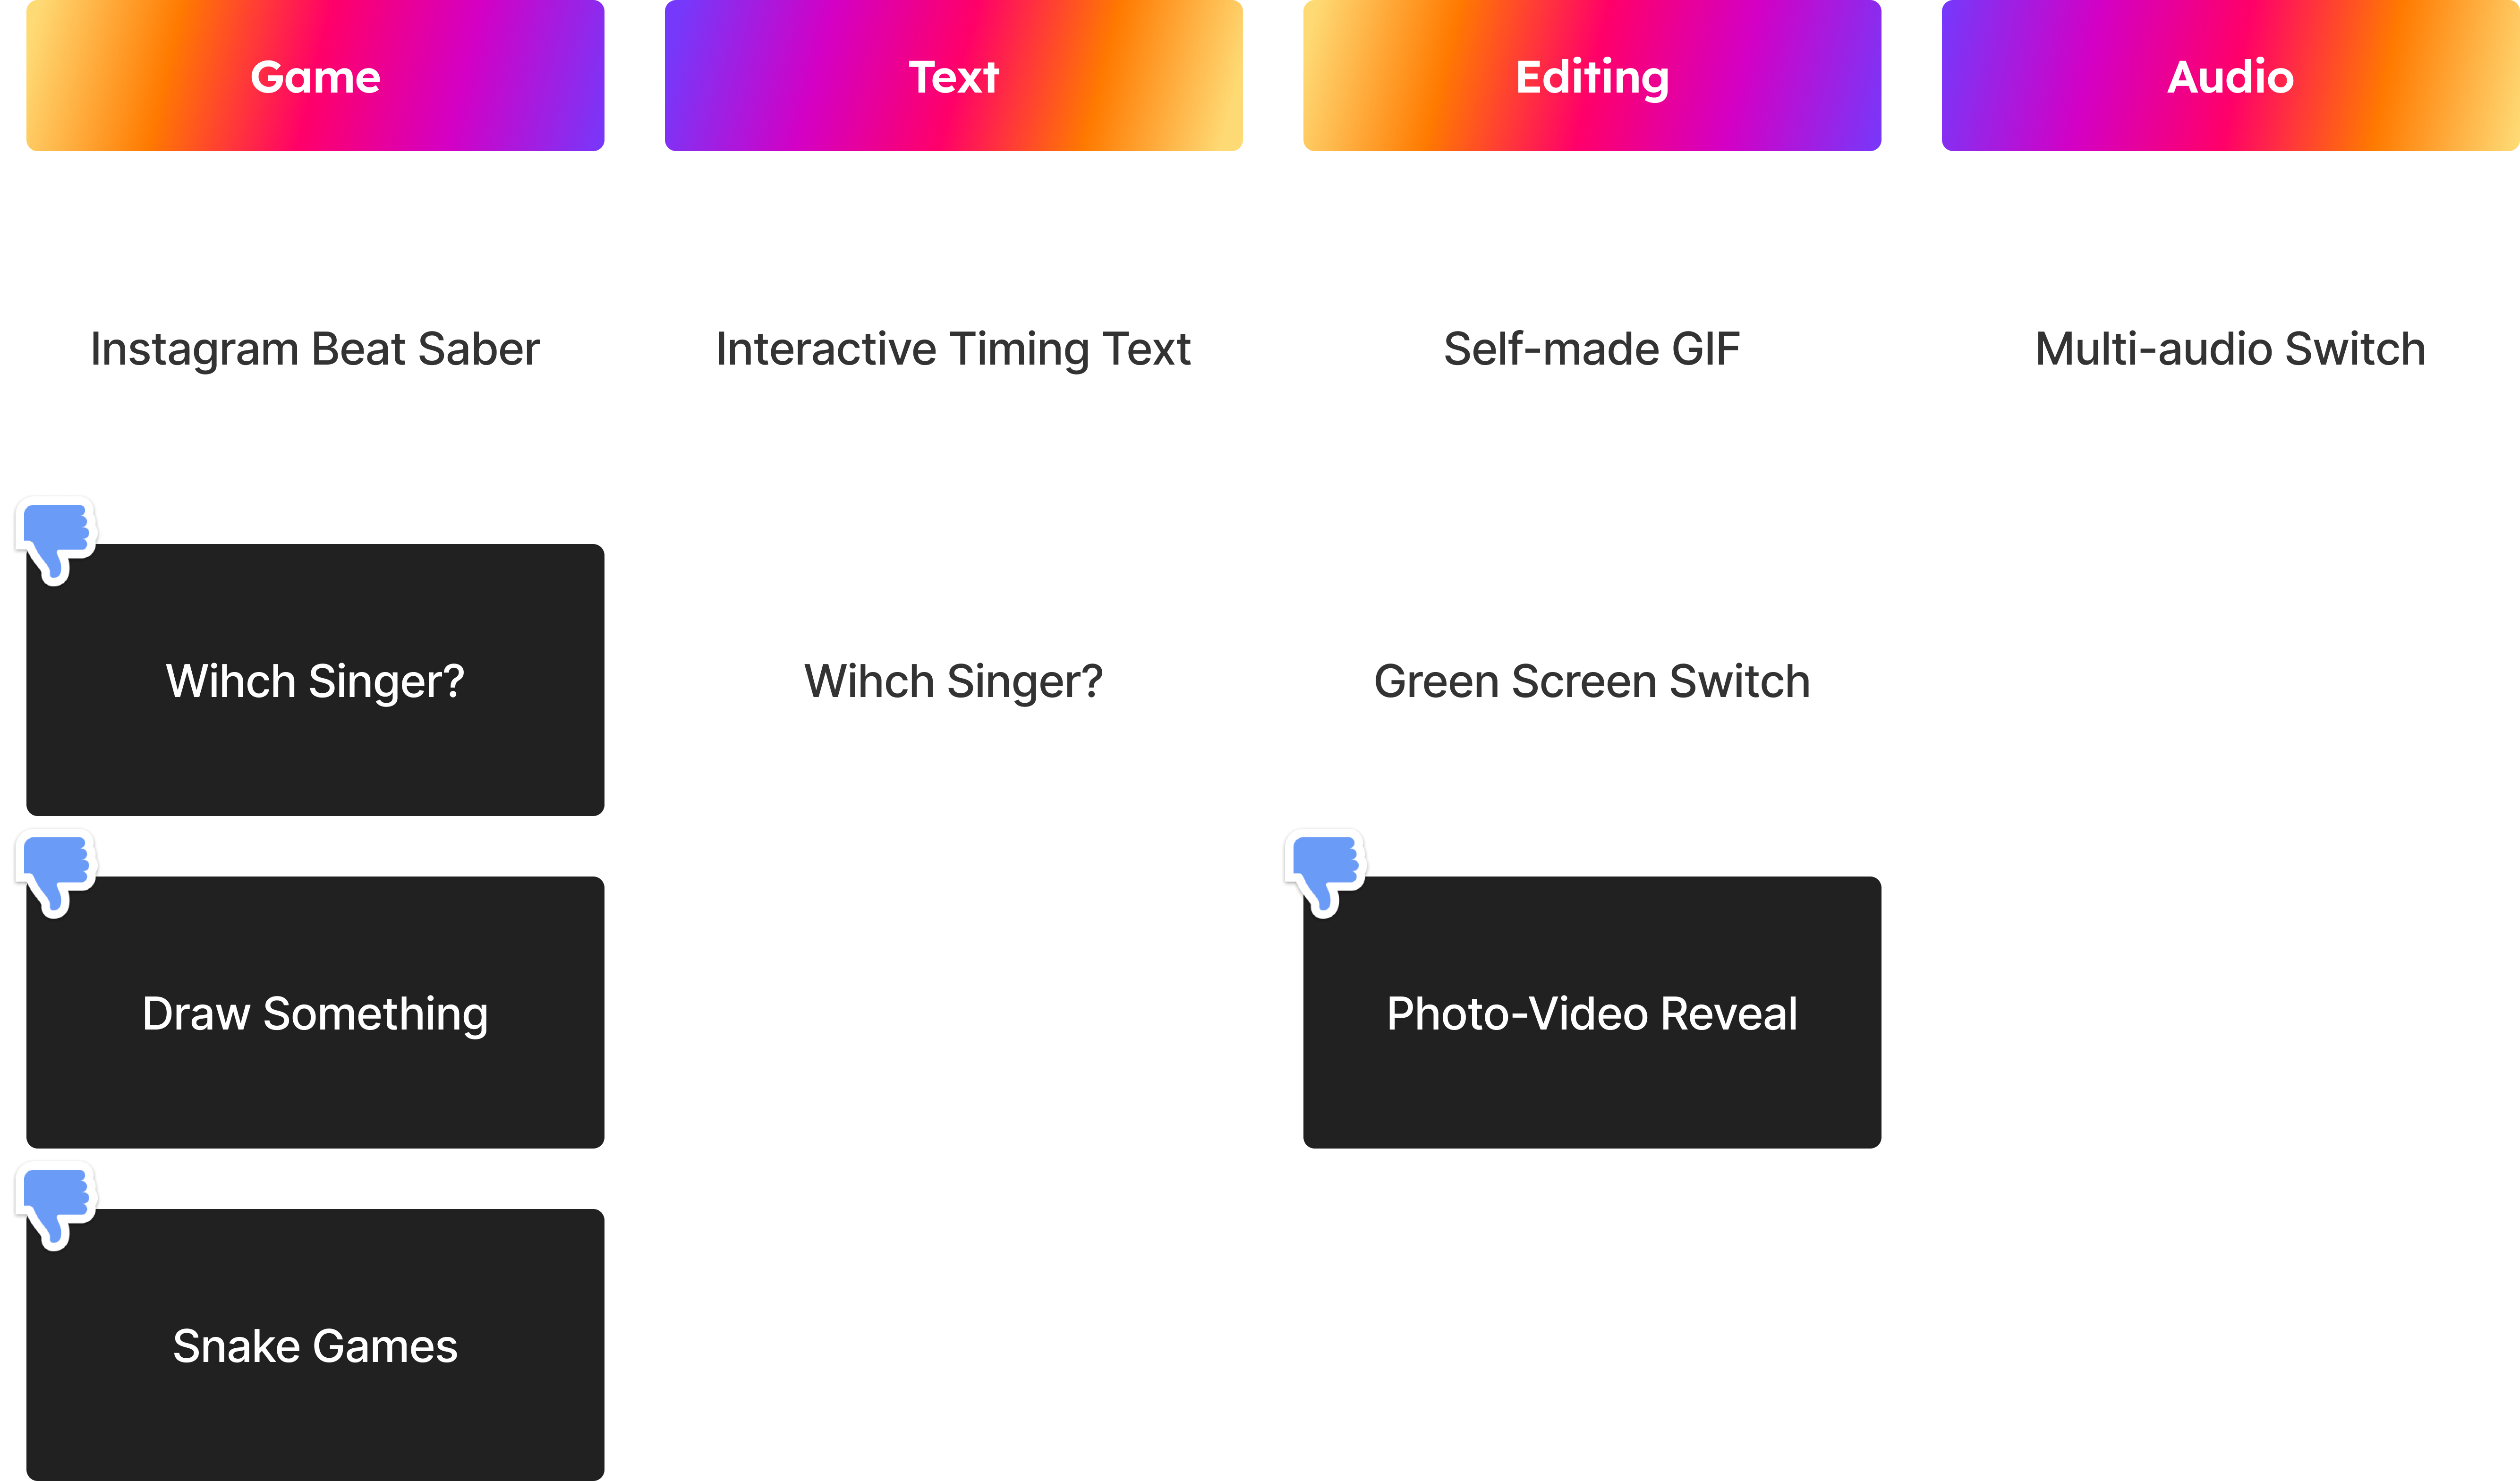 Game
Text
Editing
Audio
Instagram Beat Saber
Interactive Timing Text
Self-made GIF
Multi-audio Switch
Wihch Singer?
Wihch Singer?
Green Screen Switch
Draw Something
Photo-Video Reveal
Snake Games